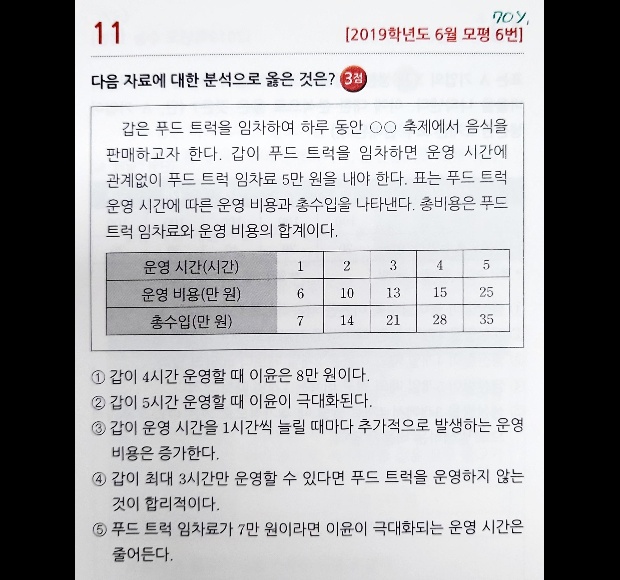 70%
11
[2019학년도 6월 모평 6번]
다음 자료에 대한 분석으로 옳은 것은? 3점
갑은 푸드 트럭을 임차하여 하루 동안 ○○ 축제에서 음식을
판매하고자 한다. 갑이 푸드 트럭을 임차하면 운영 시간에
관계없이 푸드 트럭 임차료 5만 원을 내야 한다. 표는 푸드 트럭
운영 시간에 따른 운영 비용과 총수입을 나타낸다. 총비용은 푸드
트럭 임차료와 운영 비용의 합계이다.
운영 시간(시간) 1 2 3 4 5
운영 비용(만 원) 6 10 13 15 25
총수입(만 원) 7 14 21 28 35
① 갑이 4시간 운영할 때 이윤은 8만 원이다.
② 갑이 5시간 운영할 때 이윤이 극대화된다.
③ 갑이 운영 시간을 1시간씩 늘릴 때마다 추가적으로 발생하는 운영
비용은 증가한다.
④ 갑이 최대 3시간만 운영할 수 있다면 푸드 트럭을 운영하지 않는
것이 합리적이다.
⑤ 푸드 트럭 임차료가 7만 원이라면 이윤이 극대화되는 운영 시간은
줄어든다.